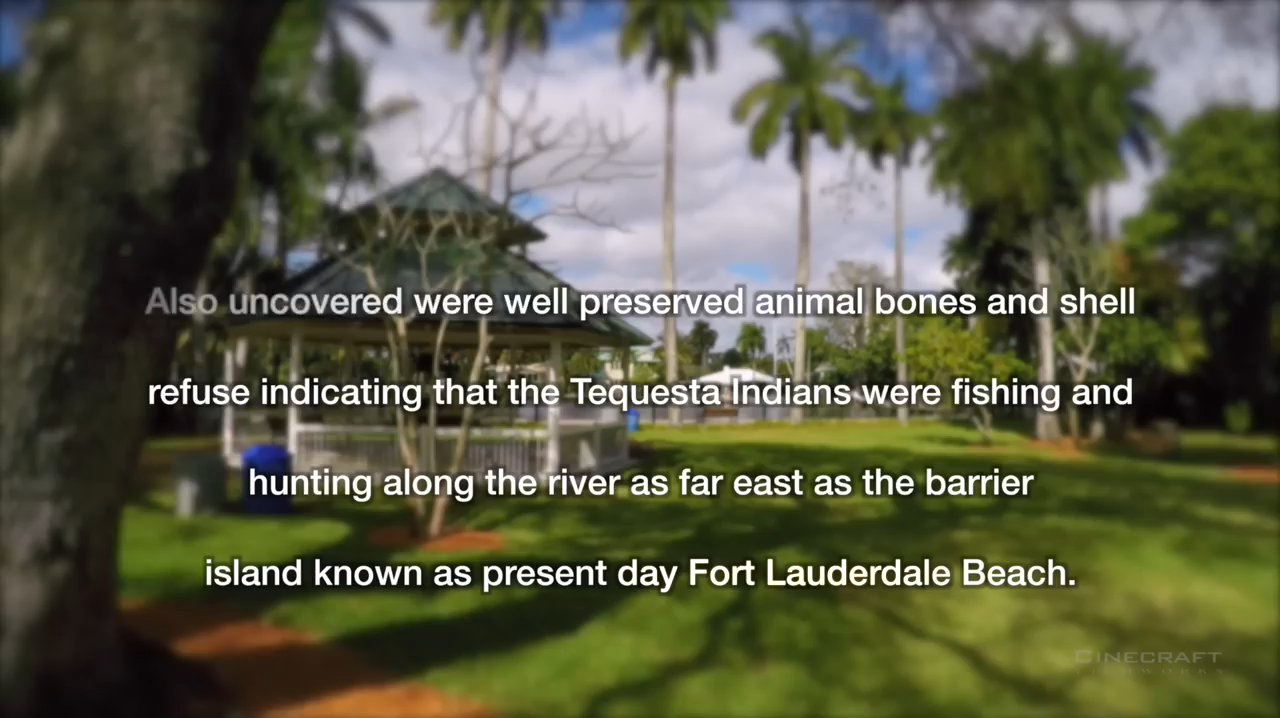 Also uncovered were well preserved animal bones and shell
refuse indicating that the Tequesta Indians were fishing and
hunting along the river as far east as the barrier
island known as present day Fort Lauderdale Beach.
CINECRAFT